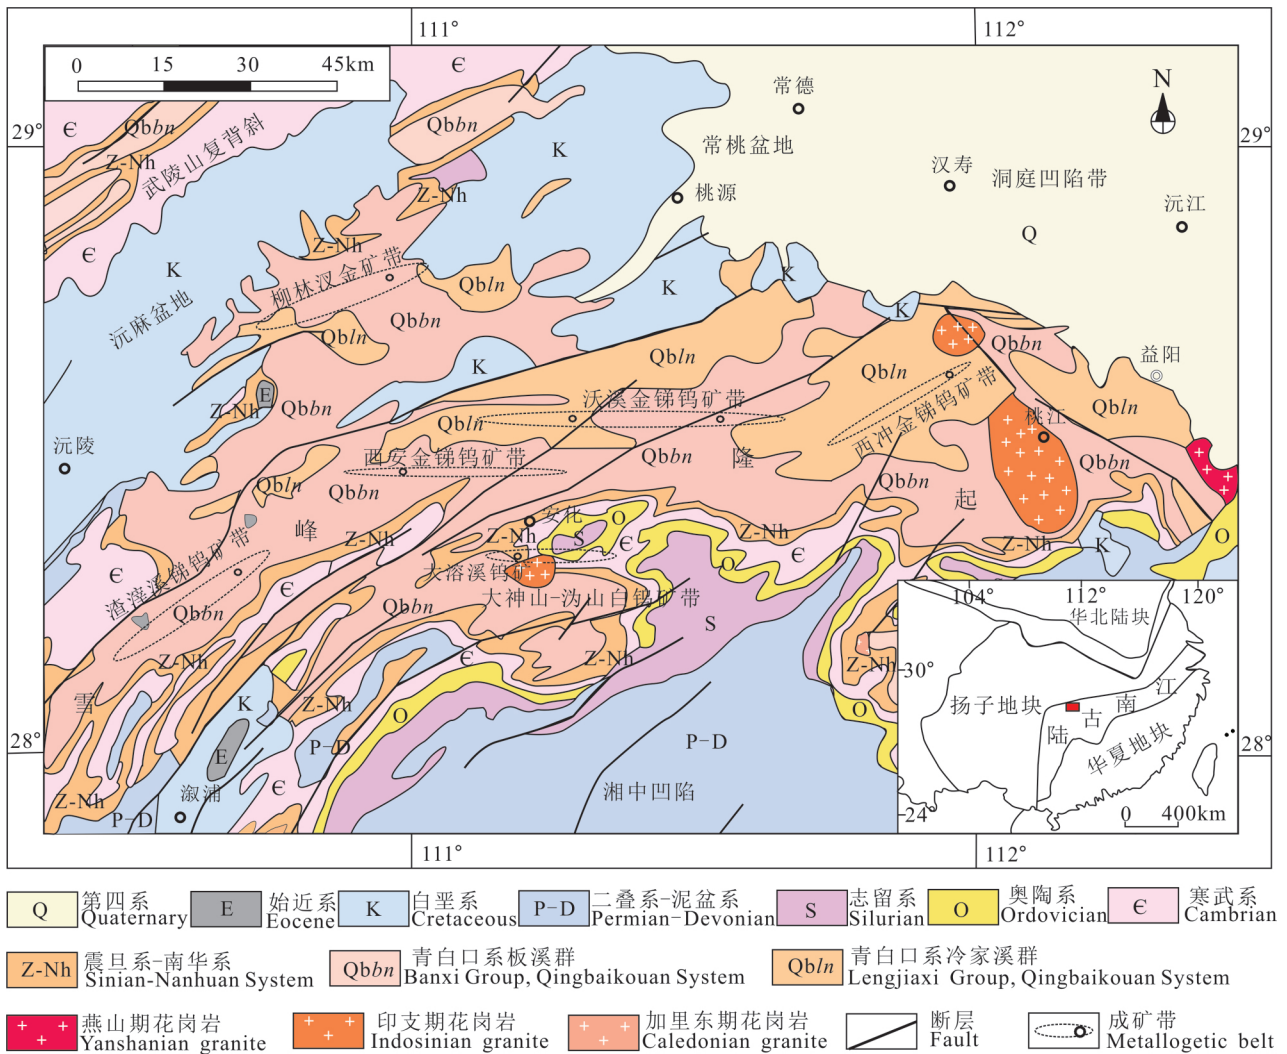 111°
112°
0 15 30 45km
Є
常德
N
29°
Є
Qbbn
Qbbn
29°
Z-Nh
武陵山复背斜
K
常桃盆地
汉寿
洞庭凹陷带
Z-Nh
桃源
沅江
Є
Z-Nh
Q
K
柳林汊金矿带
K
K
Qbln
沅麻盆地
Qbbn
K
Qbln
Qbbn
K
Qbln
益阳
E
Qbln
Z-Nh
Qbbn
沃溪金锑钨矿带
Qbln
Qbln
西冲金锑钨矿带
桃江
沅陵
西安金锑钨矿带
Qbbn
隆
Qbbn
Qbln
Qbbn
Qbbn
起
峰
安化
O
Z-Nh
Z-Nh
Z-Nh
S
Є
Є
Z-Nh
K
O
渣滓溪锑钨矿带
Є
Є
大溶溪钨矿
O
Qbbn
Qbbn
大神山-沩山白钨矿带
S
Z-Nh
Є
Z-Nh
Z-Nh
雪
K
Z-Nh
O
O
E
P-D
P-D
28°
28°
Z-Nh
溆浦
Є
湘中凹陷
P-D
104°
112°
120°
华北陆块
30°
扬子地块
江
南
古
陆
华夏地块
24°
0 400km
111°
112°
Q 第四系 Quaternary
E 始近系 Eocene
K 白垩系 Cretaceous
P-D 二叠系-泥盆系 Permian-Devonian
S 志留系 Silurian
O 奥陶系 Ordovician
Є 寒武系 Cambrian
Z-Nh 震旦系-南华系 Sinian-Nanhuan System
Qbbn 青白口系板溪群 Banxi Group, Qingbaikouan System
Qbln 青白口系冷家溪群 Lengjiaxi Group, Qingbaikouan System
燕山期花岗岩 Yanshanian granite
印支期花岗岩 Indosinian granite
加里东期花岗岩 Caledonian granite
断层 Fault
成矿带 Metallogetic belt